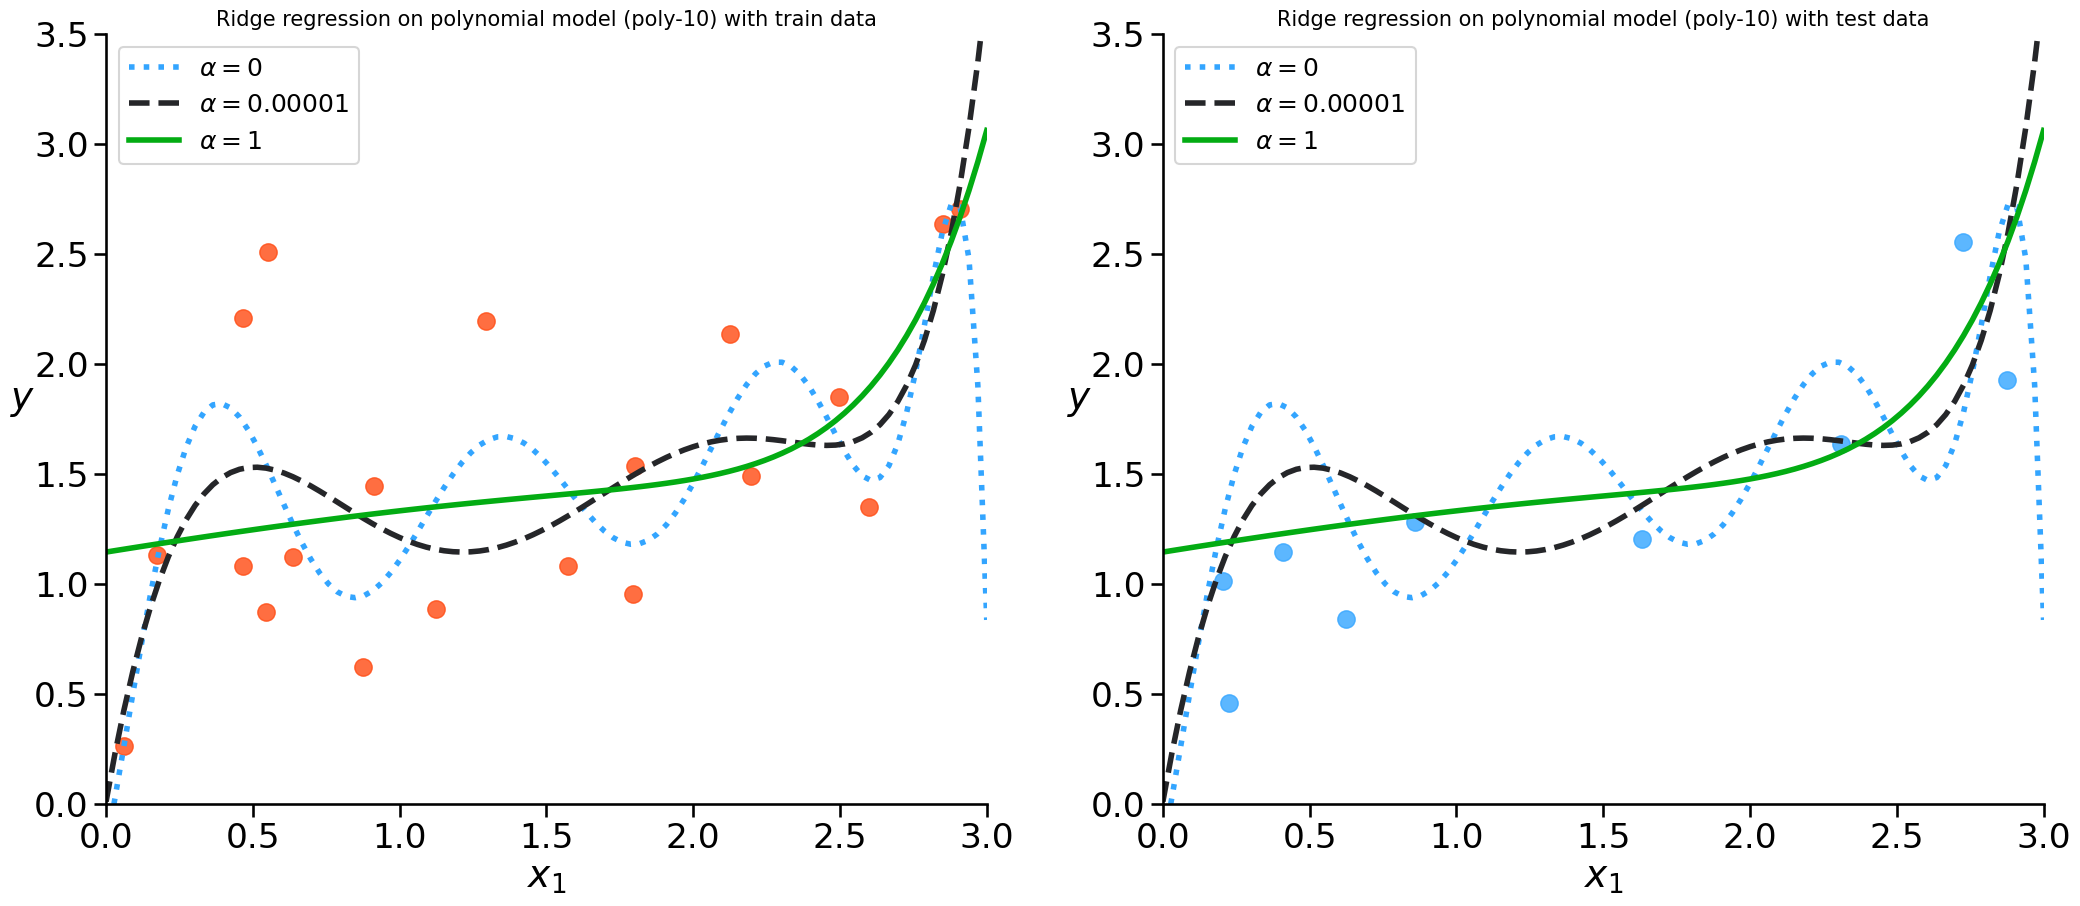 Ridge regression on polynomial model (poly-10) with train data
3.5
α = 0
α = 0.00001
α = 1
3.0
2.5
2.0
y
1.5
1.0
0.5
0.0
0.0 0.5 1.0 1.5 2.0 2.5 3.0
x₁
Ridge regression on polynomial model (poly-10) with test data
3.5
α = 0
α = 0.00001
α = 1
3.0
2.5
2.0
y
1.5
1.0
0.5
0.0
0.0 0.5 1.0 1.5 2.0 2.5 3.0
x₁